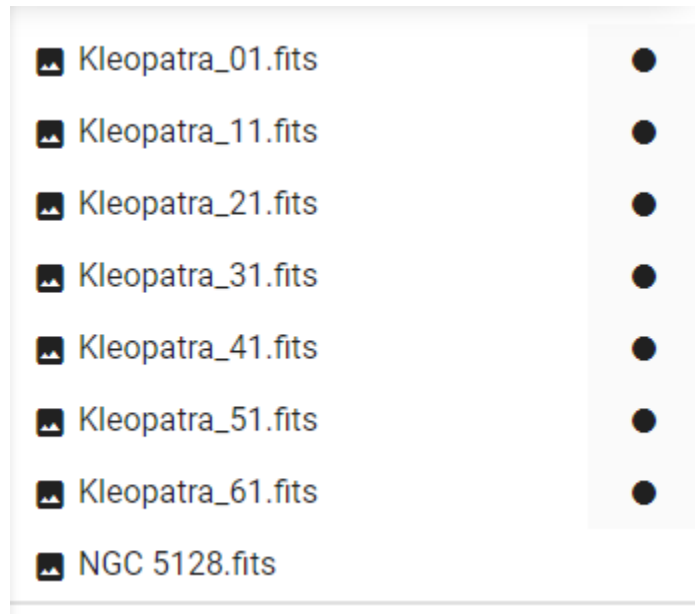 Kleopatra_01.fits
Kleopatra_11.fits
Kleopatra_21.fits
Kleopatra_31.fits
Kleopatra_41.fits
Kleopatra_51.fits
Kleopatra_61.fits
NGC 5128.fits